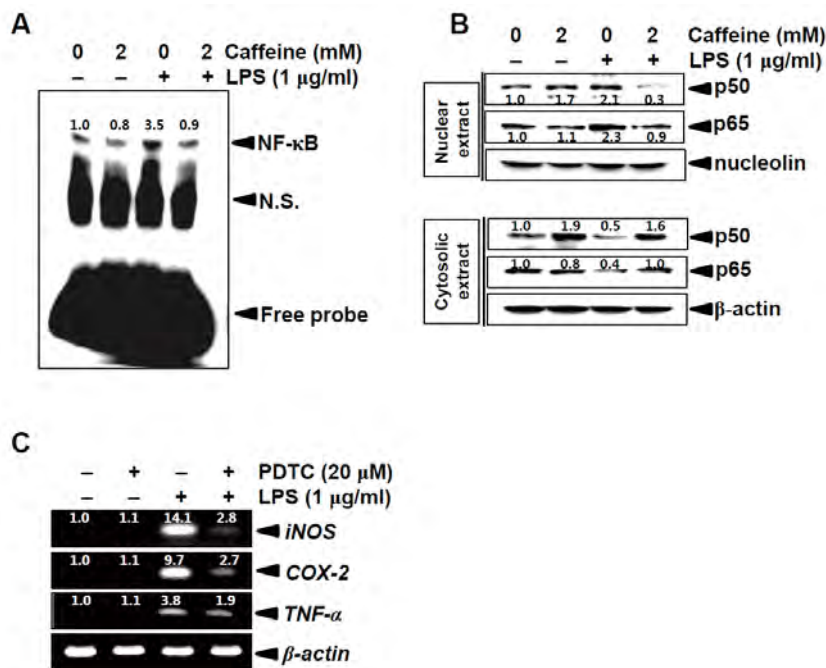 A
0 2 0 2 Caffeine (mM)
– – + + LPS (1 μg/ml)
1.0 0.8 3.5 0.9
NF-κB
N.S.
Free probe
B
0 2 0 2 Caffeine (mM)
– – + + LPS (1 μg/ml)
Nuclear
extract
p50
1.0 1.7 2.1 0.3
p65
1.0 1.1 2.3 0.9
nucleolin
Cytosolic
extract
1.0 1.9 0.5 1.6
p50
1.0 0.8 0.4 1.0
p65
β-actin
C
– + – + PDTC (20 μM)
– – + + LPS (1 μg/ml)
1.0 1.1 14.1 2.8
iNOS
1.0 1.1 9.7 2.7
COX-2
1.0 1.1 3.8 1.9
TNF-α
β-actin